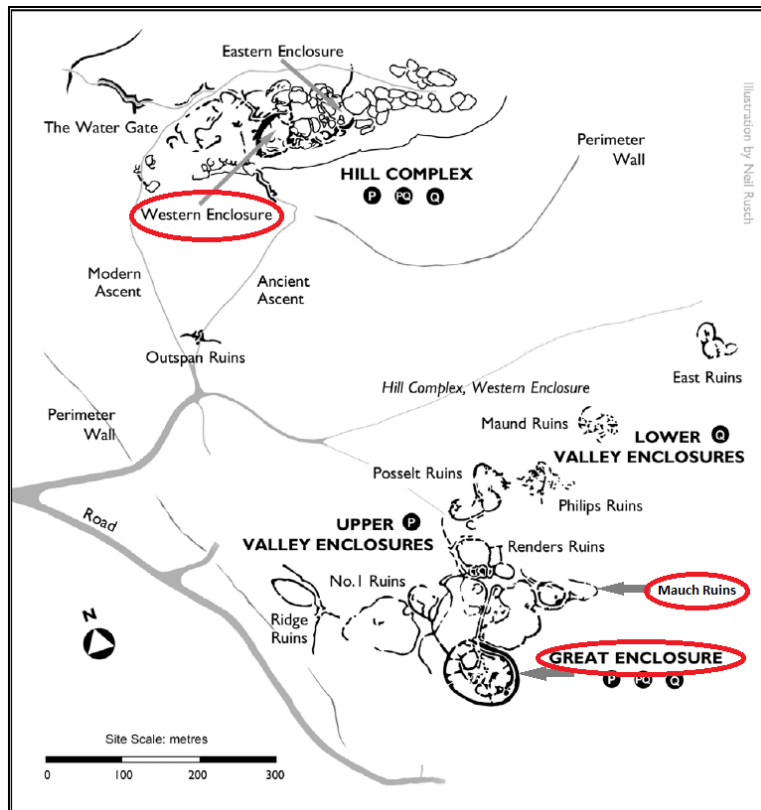 Eastern Enclosure
The Water Gate
Perimeter
Wall
HILL COMPLEX
P PQ Q
Western Enclosure
Modern
Ascent
Ancient
Ascent
Outspan Ruins
East Ruins
Hill Complex, Western Enclosure
Perimeter
Wall
Maund Ruins
LOWER Q
VALLEY ENCLOSURES
Posselt Ruins
Philips Ruins
Road
UPPER P
VALLEY ENCLOSURES
Renders Ruins
No.1 Ruins
Mauch Ruins
Ridge
Ruins
N
GREAT ENCLOSURE
P PQ Q
Site Scale: metres
0 100 200 300
Illustration by Neil Rusch